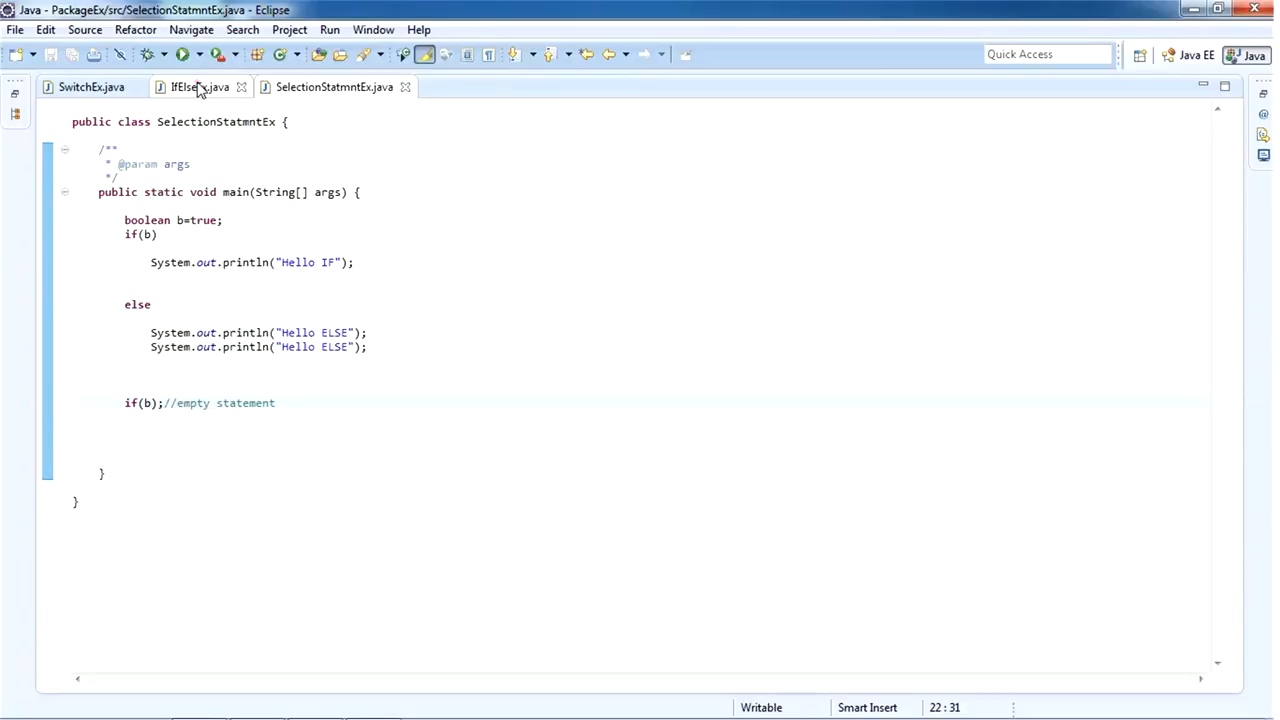 Java - PackageEx/src/SelectionStatmntEx.java - Eclipse
File Edit Source Refactor Navigate Search Project Run Window Help
Quick Access Java EE Java
SwitchEx.java IfElseEx.java SelectionStatmntEx.java
public class SelectionStatmntEx {
/**
* @param args
*/
public static void main(String[] args) {
boolean b=true;
if(b)
System.out.println("Hello IF");
else
System.out.println("Hello ELSE");
System.out.println("Hello ELSE");
if(b);//empty statement
}
}
Writable Smart Insert 22 : 31